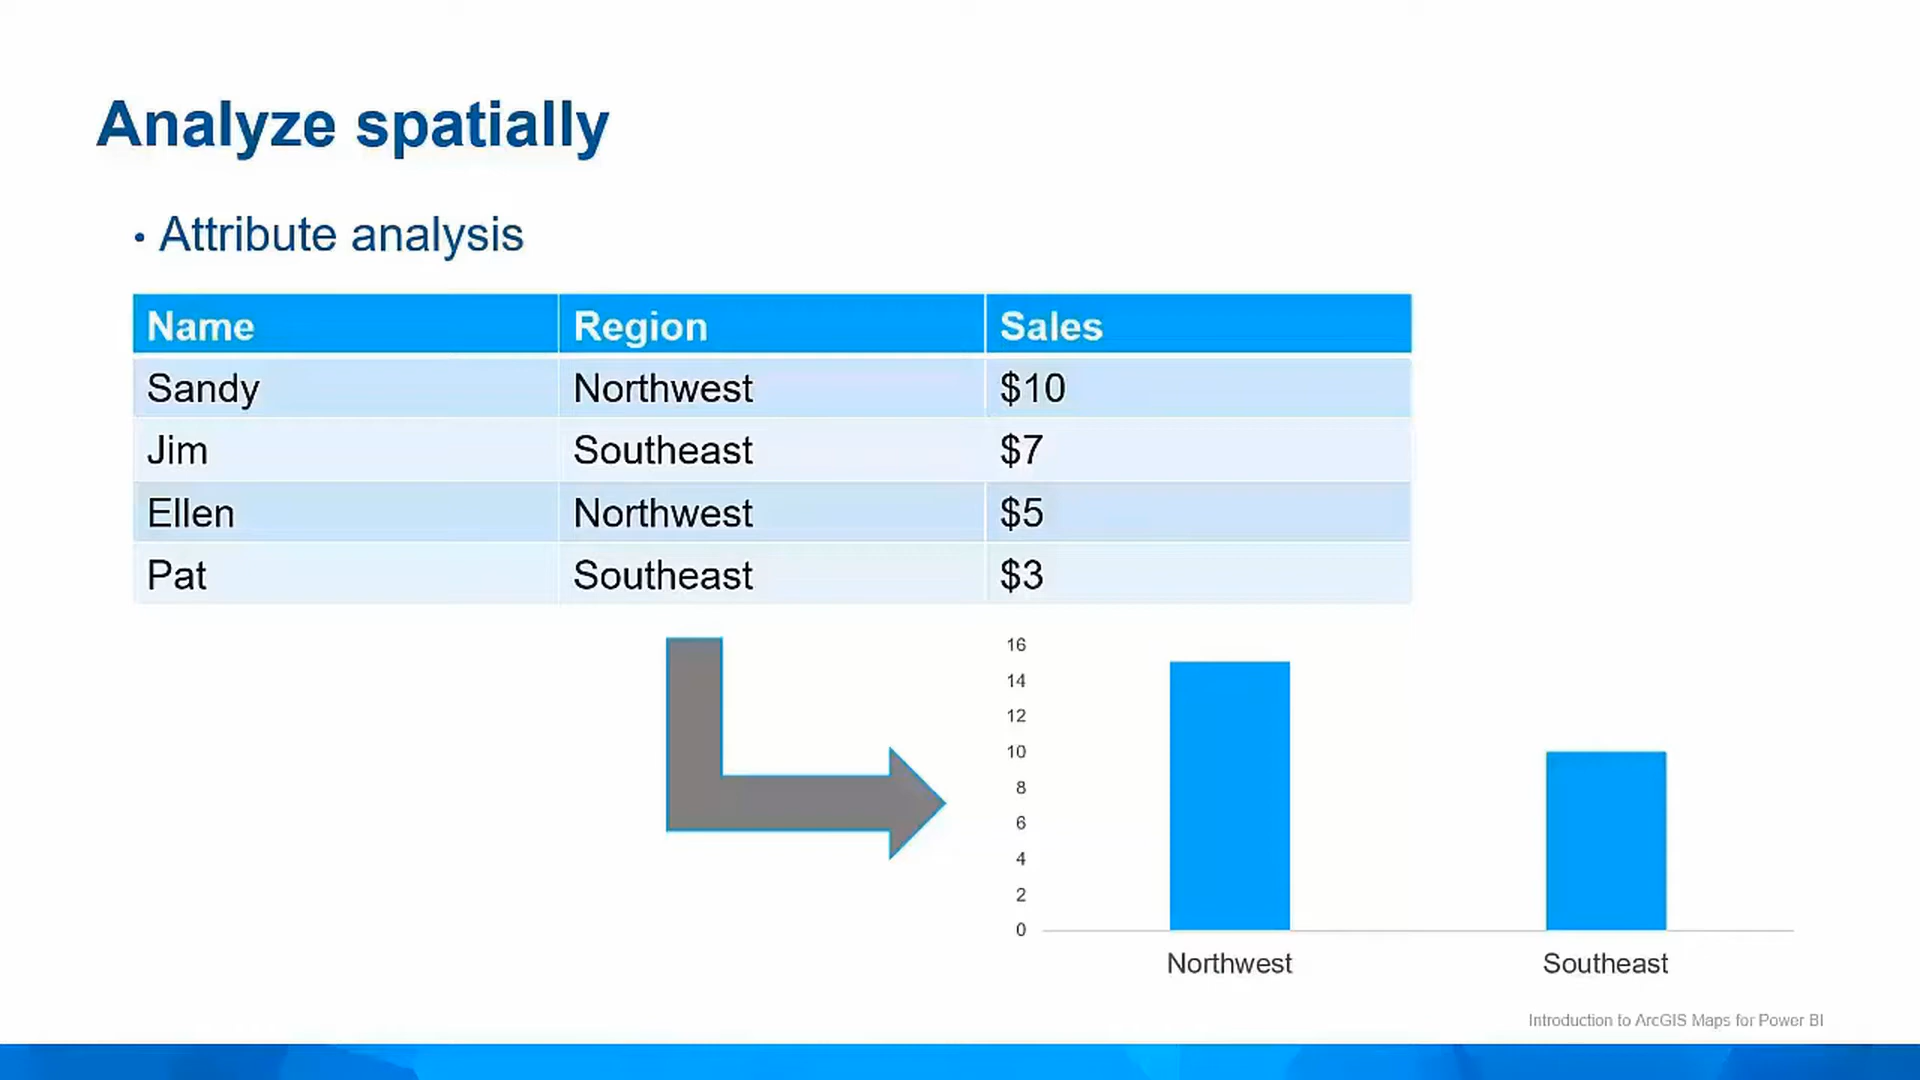 Analyze spatially
• Attribute analysis
Name Region Sales
Sandy Northwest $10
Jim Southeast $7
Ellen Northwest $5
Pat Southeast $3
16
14
12
10
8
6
4
2
0
Northwest Southeast
Introduction to ArcGIS Maps for Power BI